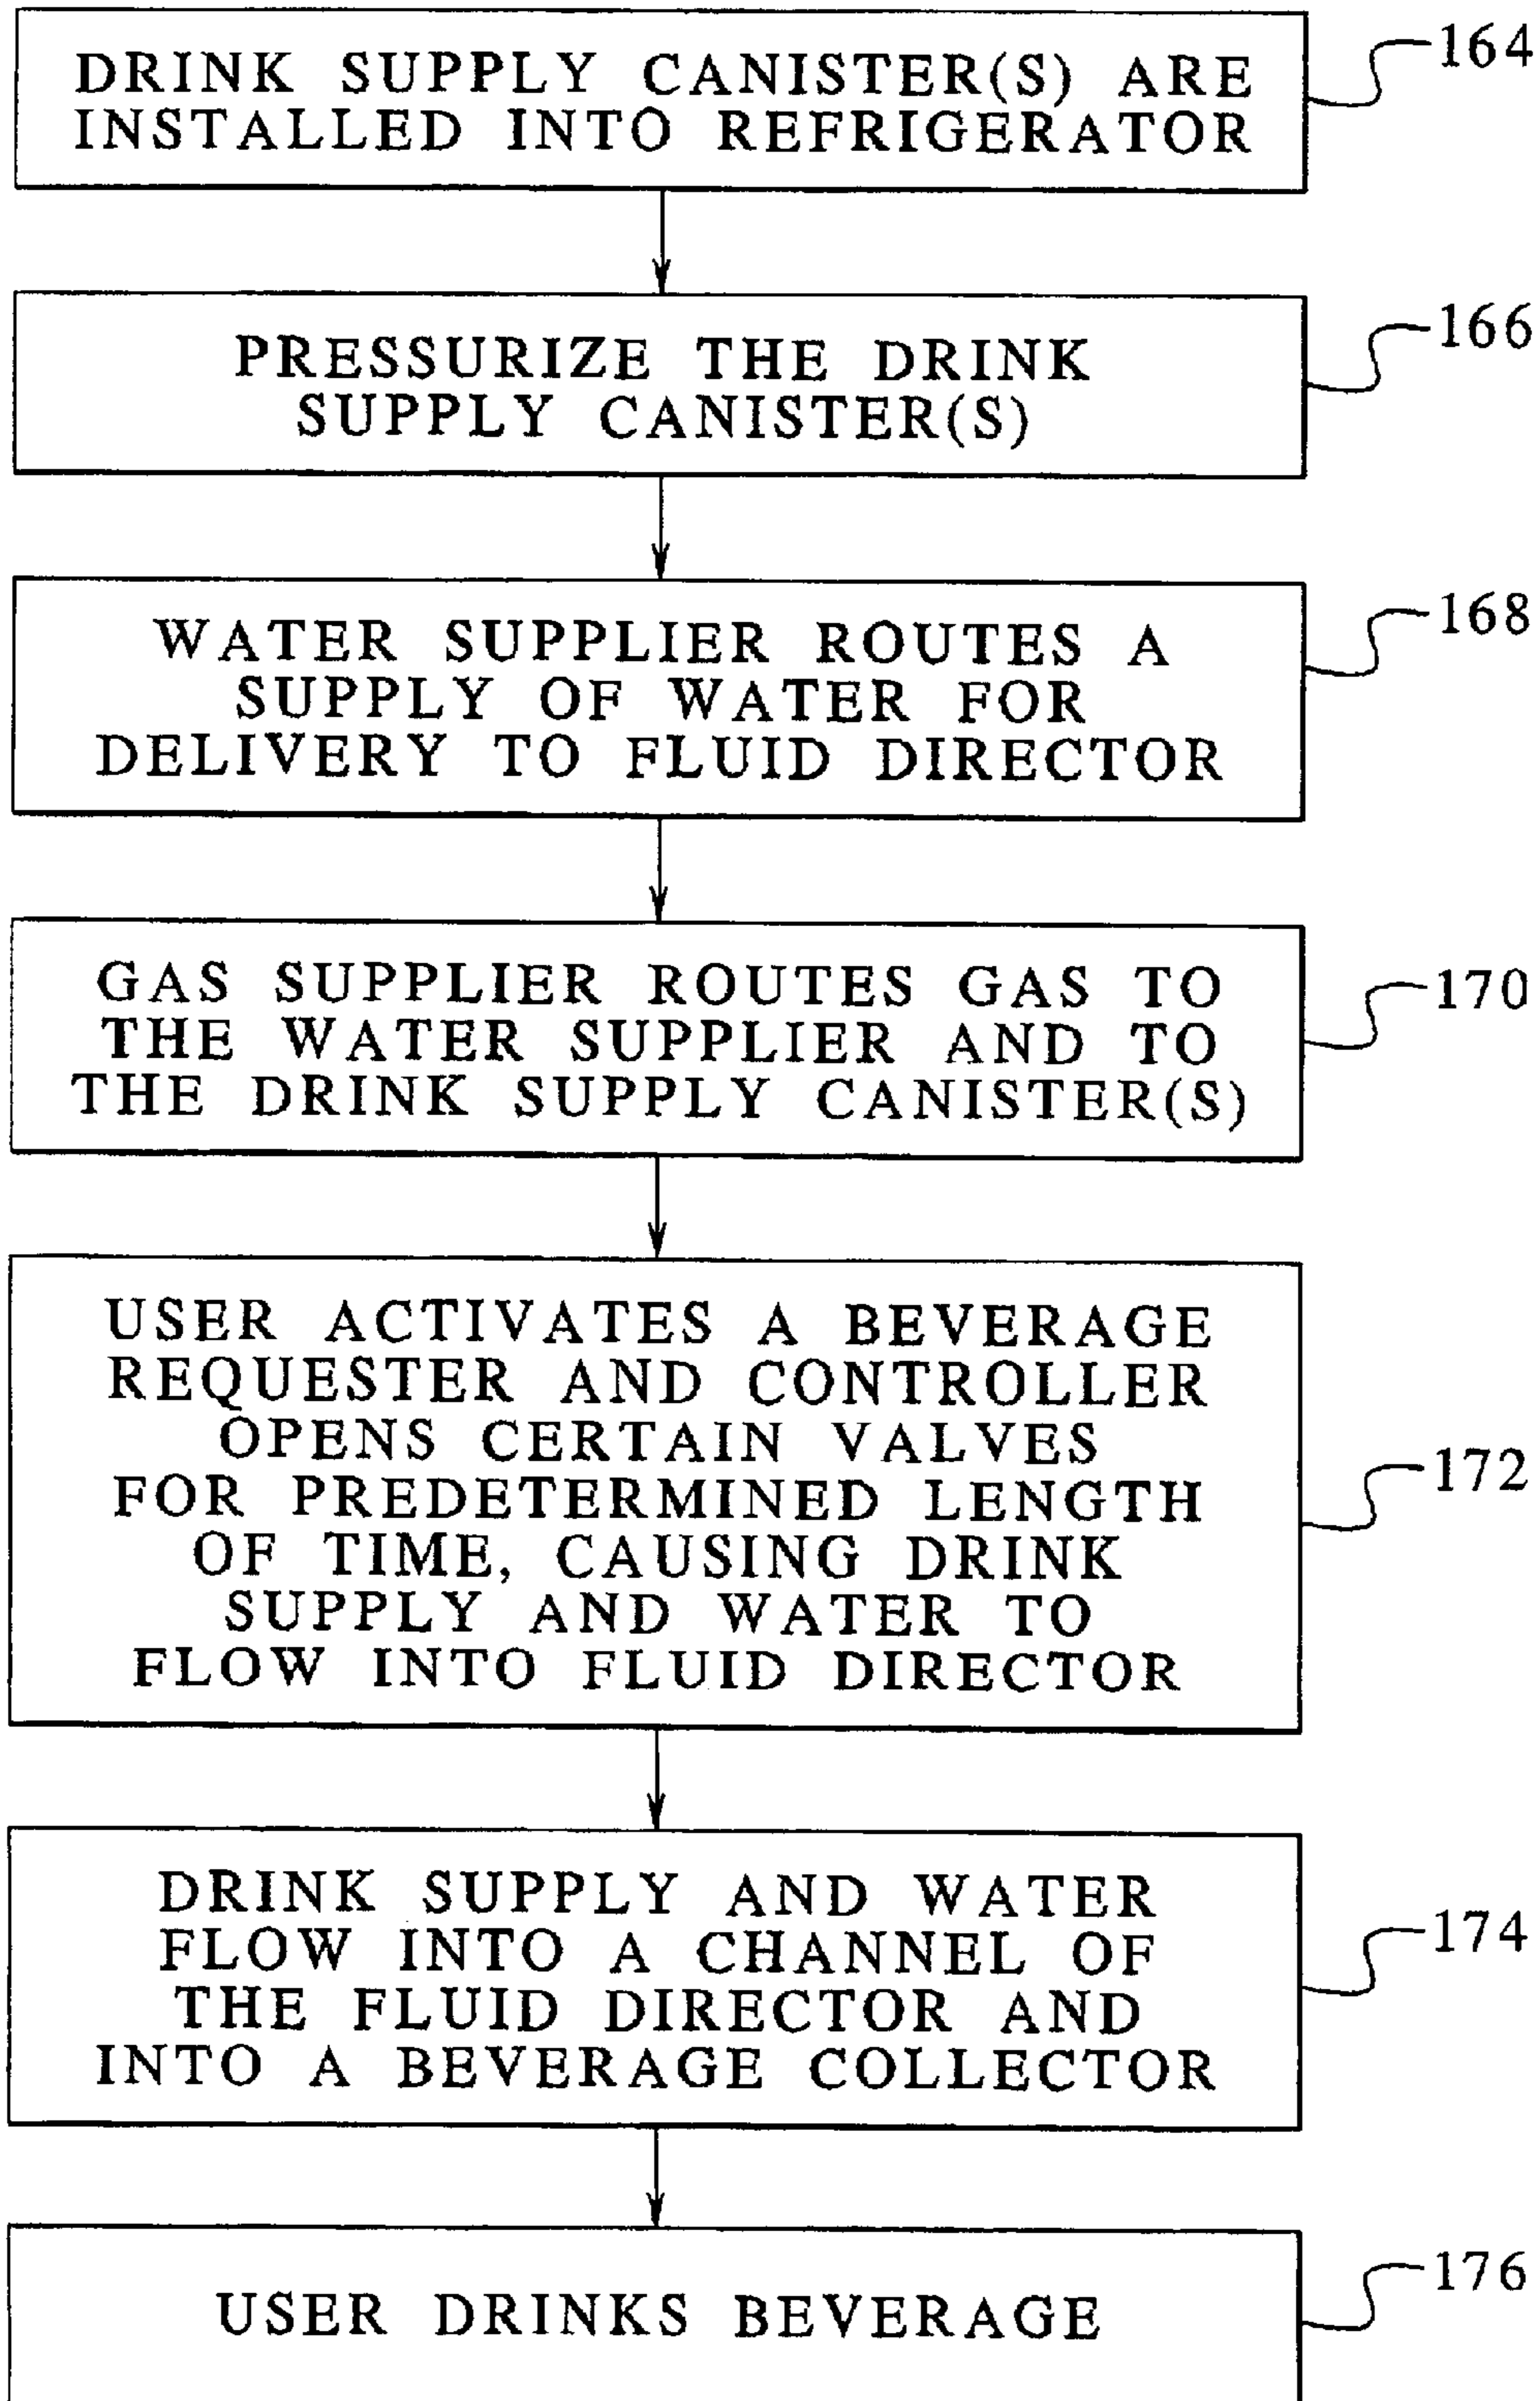 DRINK SUPPLY CANISTER(S) ARE
INSTALLED INTO REFRIGERATOR
164
PRESSURIZE THE DRINK
SUPPLY CANISTER(S)
166
WATER SUPPLIER ROUTES A
SUPPLY OF WATER FOR
DELIVERY TO FLUID DIRECTOR
168
GAS SUPPLIER ROUTES GAS TO
THE WATER SUPPLIER AND TO
THE DRINK SUPPLY CANISTER(S)
170
USER ACTIVATES A BEVERAGE
REQUESTER AND CONTROLLER
OPENS CERTAIN VALVES
FOR PREDETERMINED LENGTH
OF TIME, CAUSING DRINK
SUPPLY AND WATER TO
FLOW INTO FLUID DIRECTOR
172
DRINK SUPPLY AND WATER
FLOW INTO A CHANNEL OF
THE FLUID DIRECTOR AND
INTO A BEVERAGE COLLECTOR
174
USER DRINKS BEVERAGE
176